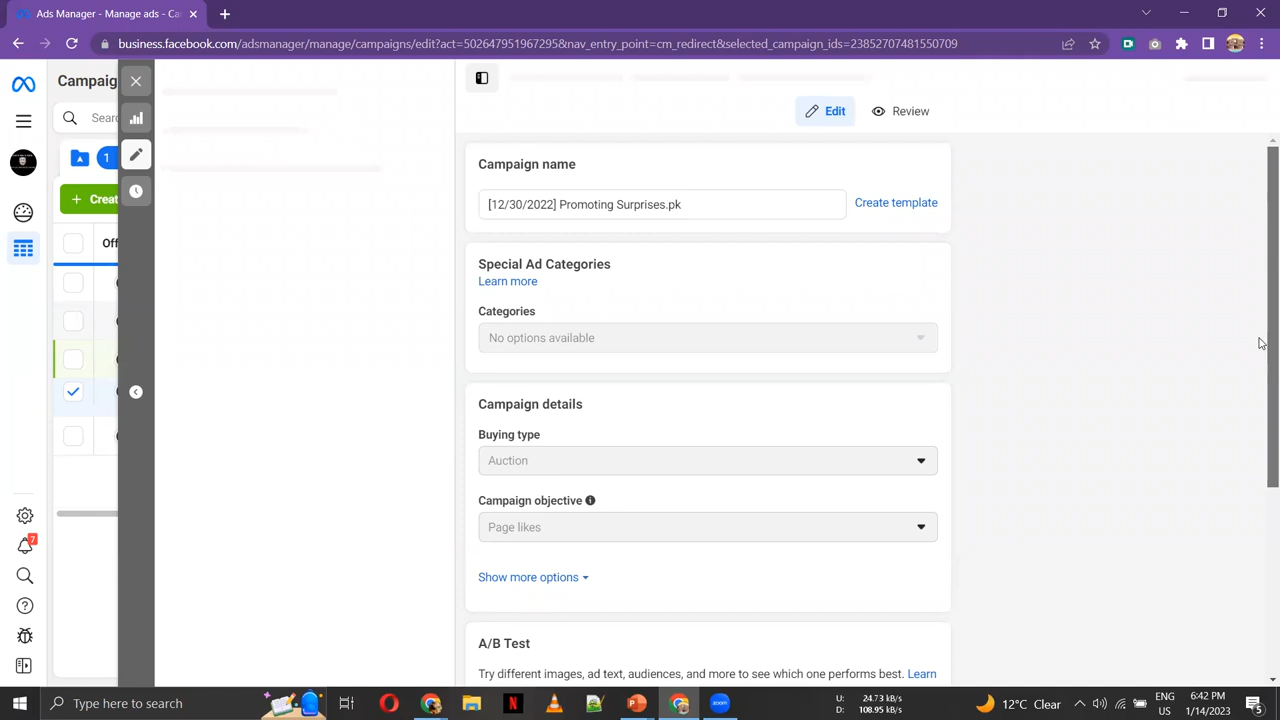 Ads Manager - Manage ads - Ca
business.facebook.com/adsmanager/manage/campaigns/edit?act=502647951967295&nav_entry_point=cm_redirect&selected_campaign_ids=23852707481550709
Campaig
Sear
1
+ Creat
Off
7
Edit
Review
Campaign name
[12/30/2022] Promoting Surprises.pk
Create template
Special Ad Categories
Learn more
Categories
No options available
Campaign details
Buying type
Auction
Campaign objective
Page likes
Show more options
A/B Test
Try different images, ad text, audiences, and more to see which one performs best. Learn
Type here to search
U: 24.73 kB/s
D: 108.95 kB/s
12°C Clear
ENG
US
6:42 PM
1/14/2023
5